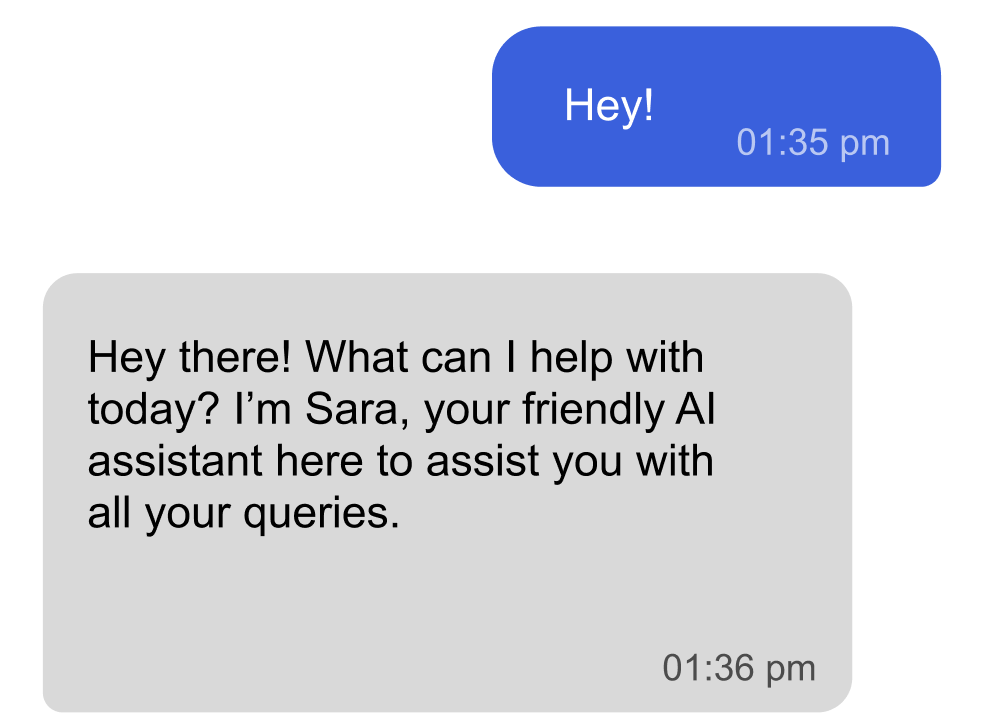 Hey!
01:35 pm
Hey there! What can I help with
today? I’m Sara, your friendly AI
assistant here to assist you with
all your queries.
01:36 pm